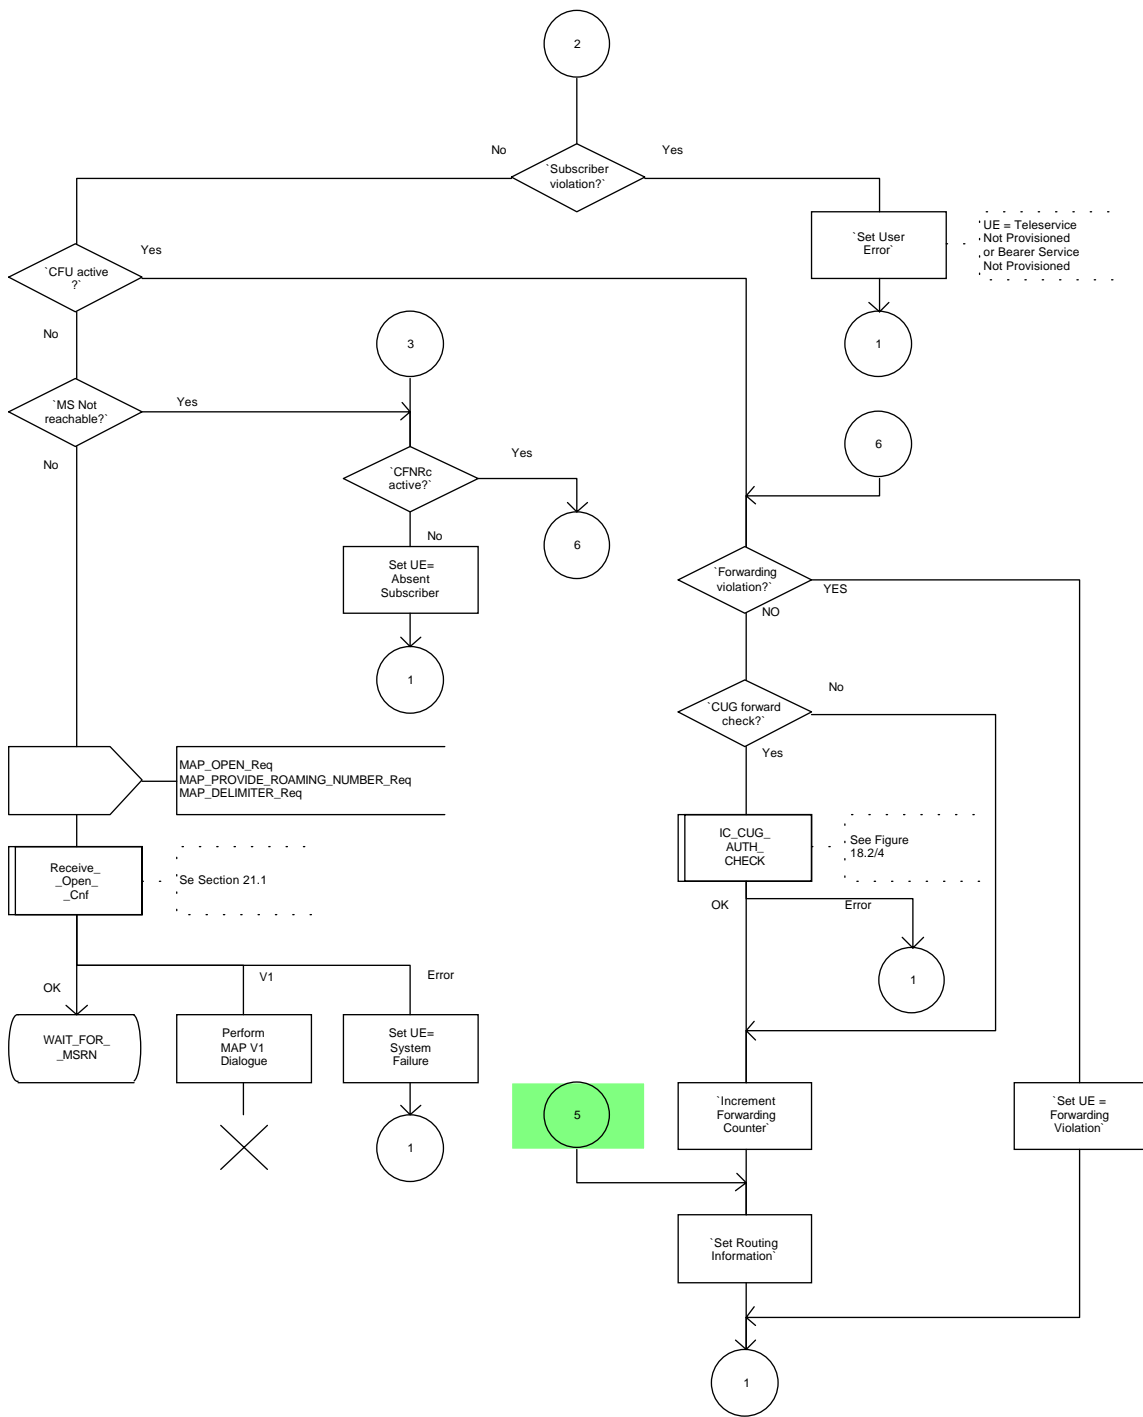 2
No
Yes
`Subscriber
violation?`
`Set User
Error`
UE = Teleservice
Not Provisioned
or Bearer Service
Not Provisioned
Yes
`CFU active
?`
No
3
1
`MS Not
reachable?`
Yes
No
6
`CFNRc
active?`
Yes
No
6
Set UE=
Absent
Subscriber
`Forwarding
violation?`
YES
NO
1
`CUG forward
check?`
No
Yes
MAP_OPEN_Req
MAP_PROVIDE_ROAMING_NUMBER_Req
MAP_DELIMITER_Req
IC_CUG_
AUTH_
CHECK
See Figure
18.2/4
Receive_
_Open_
_Cnf
Se Section 21.1
OK
Error
1
OK
V1
Error
WAIT_FOR_
_MSRN
Perform
MAP V1
Dialogue
Set UE=
System
Failure
5
`Increment
Forwarding
Counter`
`Set UE =
Forwarding
Violation`
1
`Set Routing
Information`
1